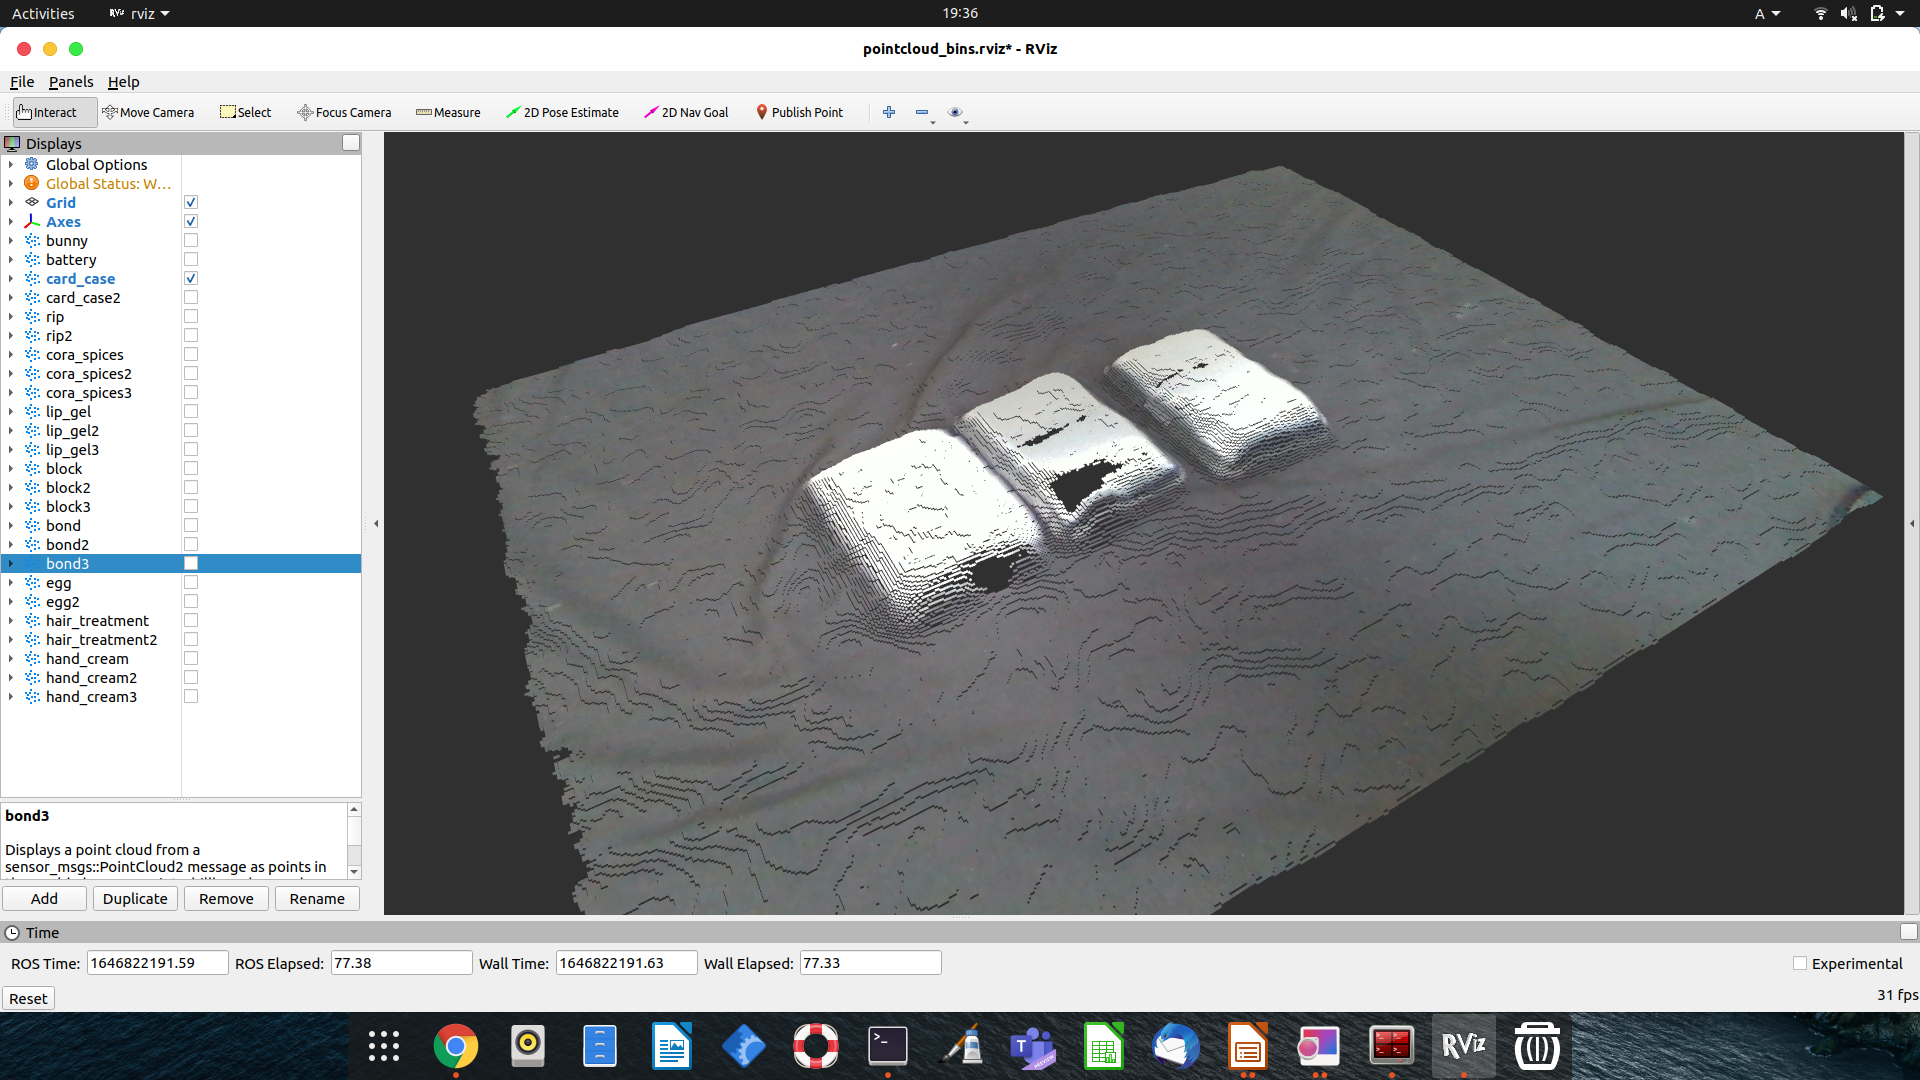 Activities RViz rviz 19:36 A
pointcloud_bins.rviz* - RViz
File Panels Help
Interact Move Camera Select Focus Camera Measure 2D Pose Estimate 2D Nav Goal Publish Point
Displays
Global Options
Global Status: W...
Grid
Axes
bunny
battery
card_case
card_case2
rip
rip2
cora_spices
cora_spices2
cora_spices3
lip_gel
lip_gel2
lip_gel3
block
block2
block3
bond
bond2
bond3
egg
egg2
hair_treatment
hair_treatment2
hand_cream
hand_cream2
hand_cream3
bond3
Displays a point cloud from a
sensor_msgs::PointCloud2 message as points in
Add Duplicate Remove Rename
Time
ROS Time: 1646822191.59 ROS Elapsed: 77.38 Wall Time: 1646822191.63 Wall Elapsed: 77.33 Experimental
Reset 31 fps
>_ T PREVIEW RViz